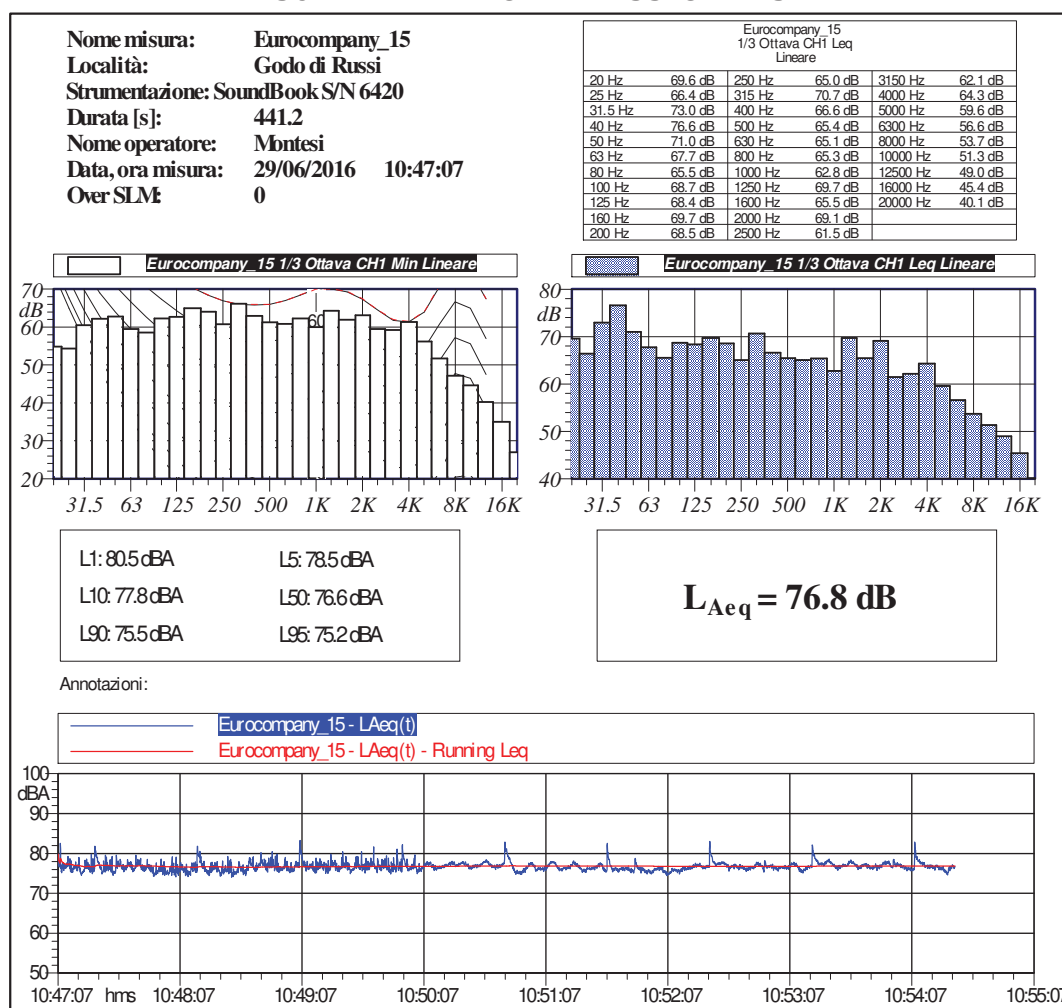 Nome misura: Eurocompany_15
Località: Godo di Russi
Strumentazione: SoundBook S/N 6420
Durata [s]: 441.2
Nome operatore: Montesi
Data, ora misura: 29/06/2016 10:47:07
Over SLM: 0
Eurocompany_15
1/3 Ottava CH1 Leq
Lineare
20 Hz 69.6 dB 250 Hz 65.0 dB 3150 Hz 62.1 dB
25 Hz 66.4 dB 315 Hz 70.7 dB 4000 Hz 64.3 dB
31.5 Hz 73.0 dB 400 Hz 66.6 dB 5000 Hz 59.6 dB
40 Hz 76.6 dB 500 Hz 65.4 dB 6300 Hz 56.6 dB
50 Hz 71.0 dB 630 Hz 65.1 dB 8000 Hz 53.7 dB
63 Hz 67.7 dB 800 Hz 65.3 dB 10000 Hz 51.3 dB
80 Hz 65.5 dB 1000 Hz 62.8 dB 12500 Hz 49.0 dB
100 Hz 68.7 dB 1250 Hz 69.7 dB 16000 Hz 45.4 dB
125 Hz 68.4 dB 1600 Hz 65.5 dB 20000 Hz 40.1 dB
160 Hz 69.7 dB 2000 Hz 69.1 dB
200 Hz 68.5 dB 2500 Hz 61.5 dB
Eurocompany_15 1/3 Ottava CH1 Min Lineare
70
dB
60
60
50
40
30
20
31.5 63 125 250 500 1K 2K 4K 8K 16K
Eurocompany_15 1/3 Ottava CH1 Leq Lineare
80
dB
70
60
50
40
31.5 63 125 250 500 1K 2K 4K 8K 16K
L1: 80.5 dBA L5: 78.5 dBA
L10: 77.8 dBA L50: 76.6 dBA
L90: 75.5 dBA L95: 75.2 dBA
LAeq = 76.8 dB
Annotazioni:
Eurocompany_15 - LAeq(t)
Eurocompany_15 - LAeq(t) - Running Leq
100
dBA
90
80
70
60
50
10:47:07 hms 10:48:07 10:49:07 10:50:07 10:51:07 10:52:07 10:53:07 10:54:07 10:55:0